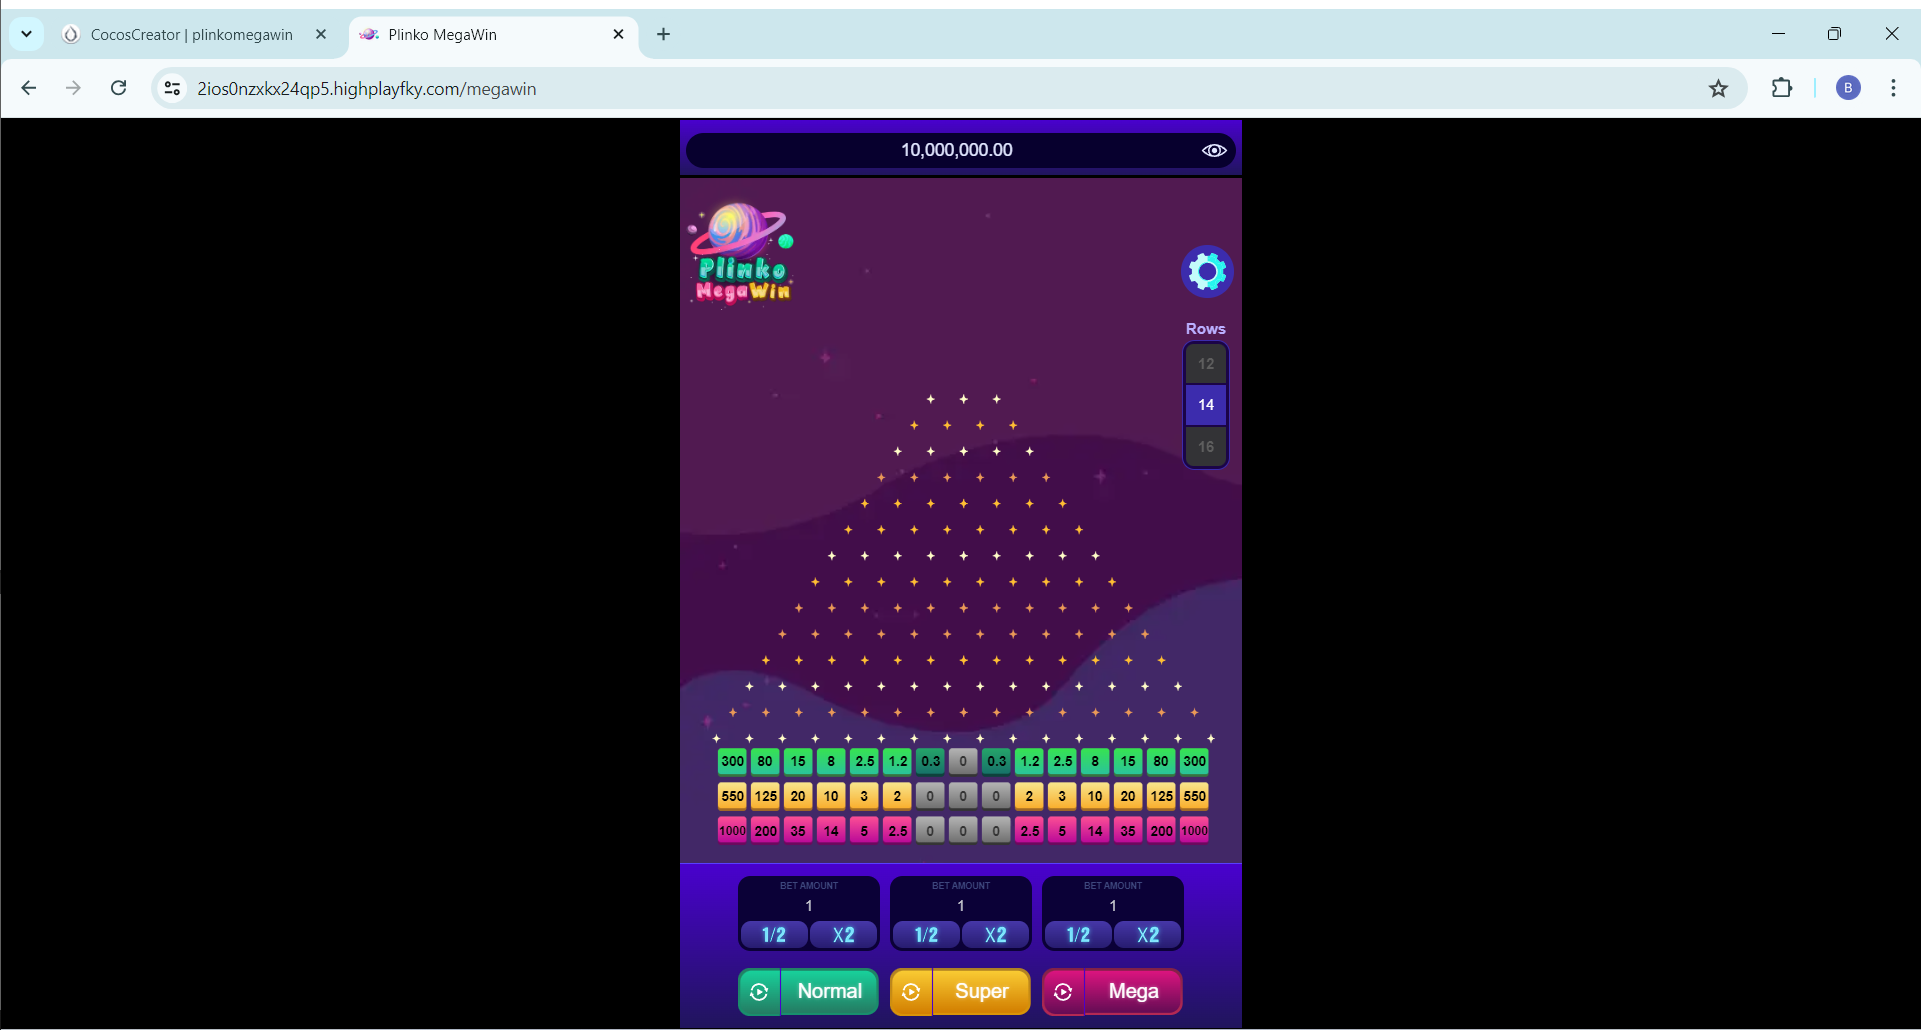 CocosCreator | plinkomegawin
Plinko MegaWin
2ios0nzxkx24qp5.highplayfky.com/megawin
B
10,000,000.00
Plinko
MegaWin
Rows
12
14
16
300 80 15 8 2.5 1.2 0.3 0 0.3 1.2 2.5 8 15 80 300
550 125 20 10 3 2 0 0 0 2 3 10 20 125 550
1000 200 35 14 5 2.5 0 0 0 2.5 5 14 35 200 1000
BET AMOUNT BET AMOUNT BET AMOUNT
1 1 1
1/2 X2 1/2 X2 1/2 X2
Normal Super Mega